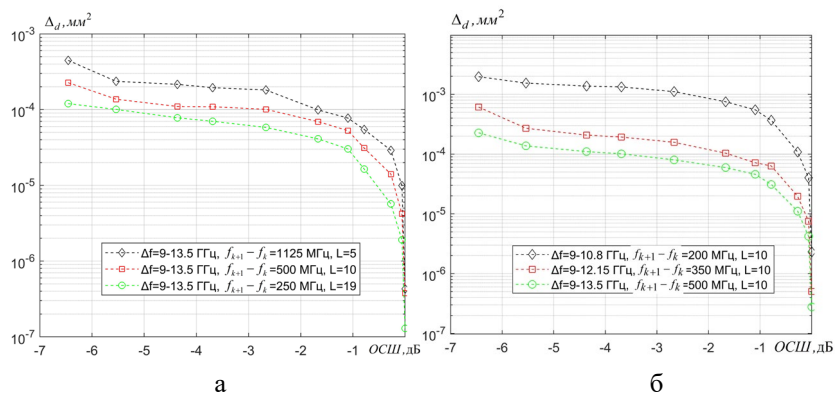 Δ_d, мм²
10⁻³
10⁻⁴
10⁻⁵
10⁻⁶
10⁻⁷
Δf=9-13.5 ГГц, f_{k+1} − f_k=1125 МГц, L=5
Δf=9-13.5 ГГц, f_{k+1} − f_k=500 МГц, L=10
Δf=9-13.5 ГГц, f_{k+1} − f_k=250 МГц, L=19
-7 -6 -5 -4 -3 -2 -1 ОСШ, дБ
а
Δ_d, мм²
10⁻³
10⁻⁴
10⁻⁵
10⁻⁶
10⁻⁷
Δf=9-10.8 ГГц, f_{k+1} − f_k=200 МГц, L=10
Δf=9-12.15 ГГц, f_{k+1} − f_k=350 МГц, L=10
Δf=9-13.5 ГГц, f_{k+1} − f_k=500 МГц, L=10
-7 -6 -5 -4 -3 -2 -1 ОСШ, дБ
б